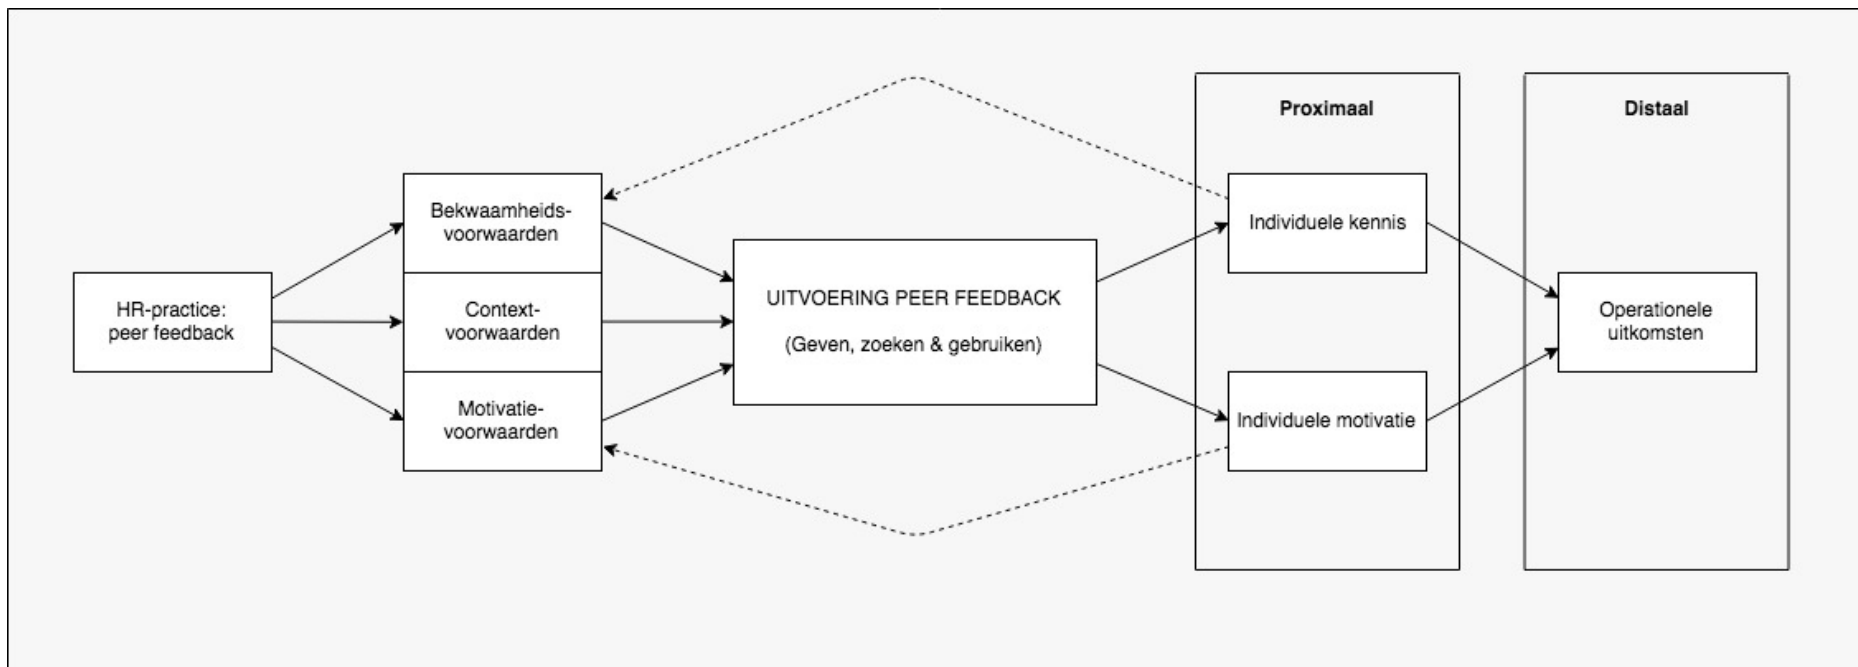 Proximaal
Distaal
Bekwaamheids-
voorwaarden
Individuele kennis
HR-practice:
peer feedback
Context-
voorwaarden
UITVOERING PEER FEEDBACK
(Geven, zoeken & gebruiken)
Operationele
uitkomsten
Motivatie-
voorwaarden
Individuele motivatie